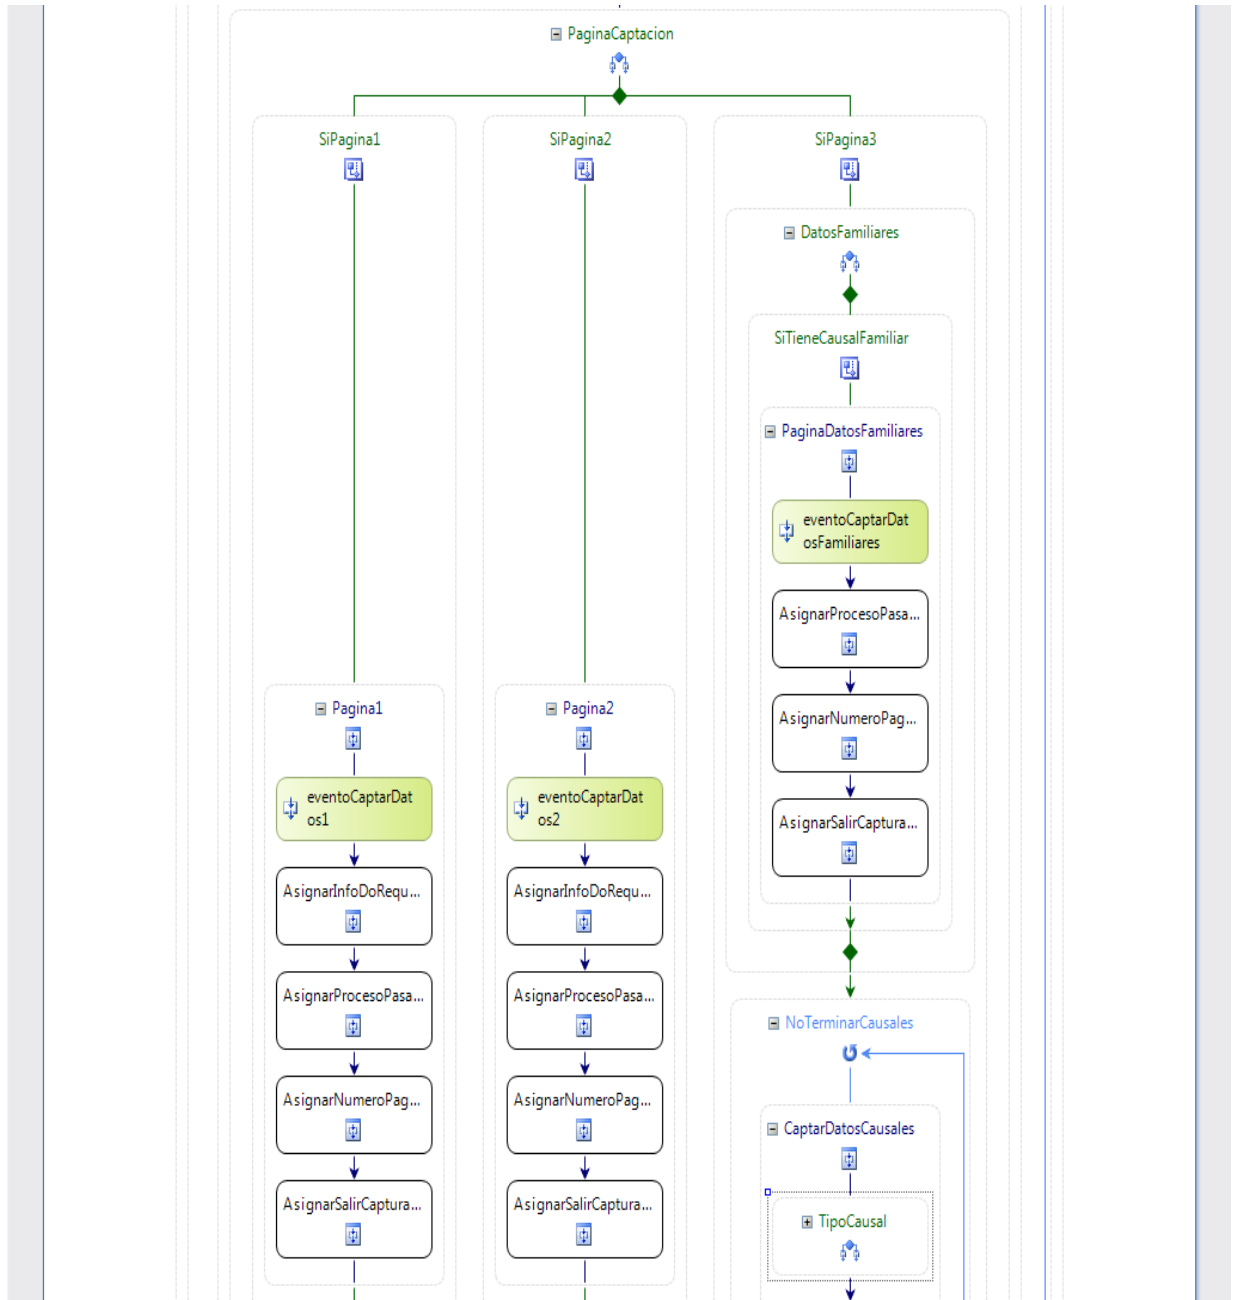 PaginaCaptacion
SiPagina1
SiPagina2
SiPagina3
DatosFamiliares
SiTieneCausalFamiliar
PaginaDatosFamiliares
eventoCaptarDat
osFamiliares
AsignarProcesoPasa...
AsignarNumeroPag...
AsignarSalirCaptura...
Pagina1
eventoCaptarDat
os1
AsignarInfoDoRequ...
AsignarProcesoPasa...
AsignarNumeroPag...
AsignarSalirCaptura...
Pagina2
eventoCaptarDat
os2
AsignarInfoDoRequ...
AsignarProcesoPasa...
AsignarNumeroPag...
AsignarSalirCaptura...
NoTerminarCausales
CaptarDatosCausales
TipoCausal